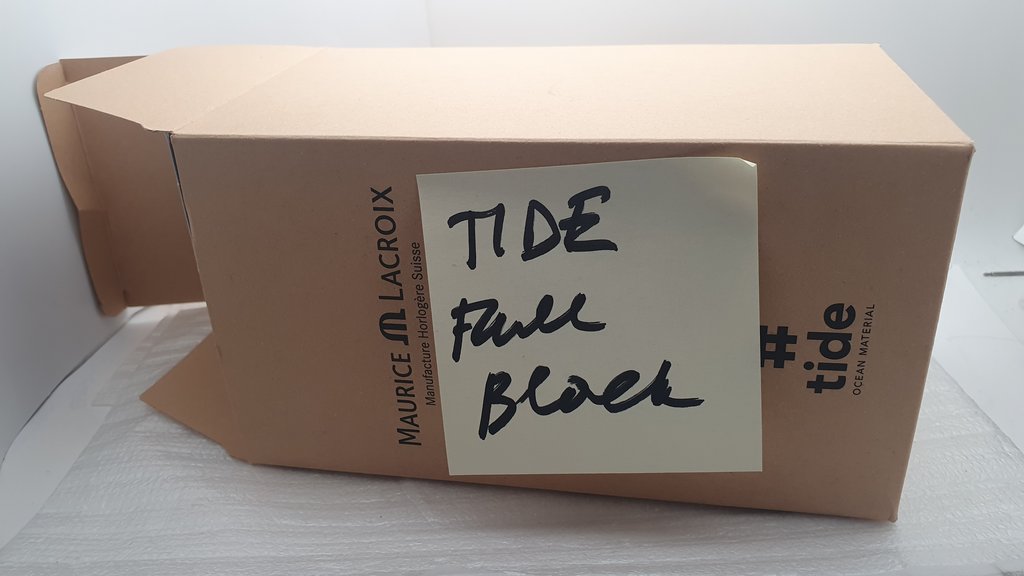 MAURICE M LACROIX
Manufacture Horlogère Suisse
TIDE
Full
Black
#
tide
OCEAN MATERIAL